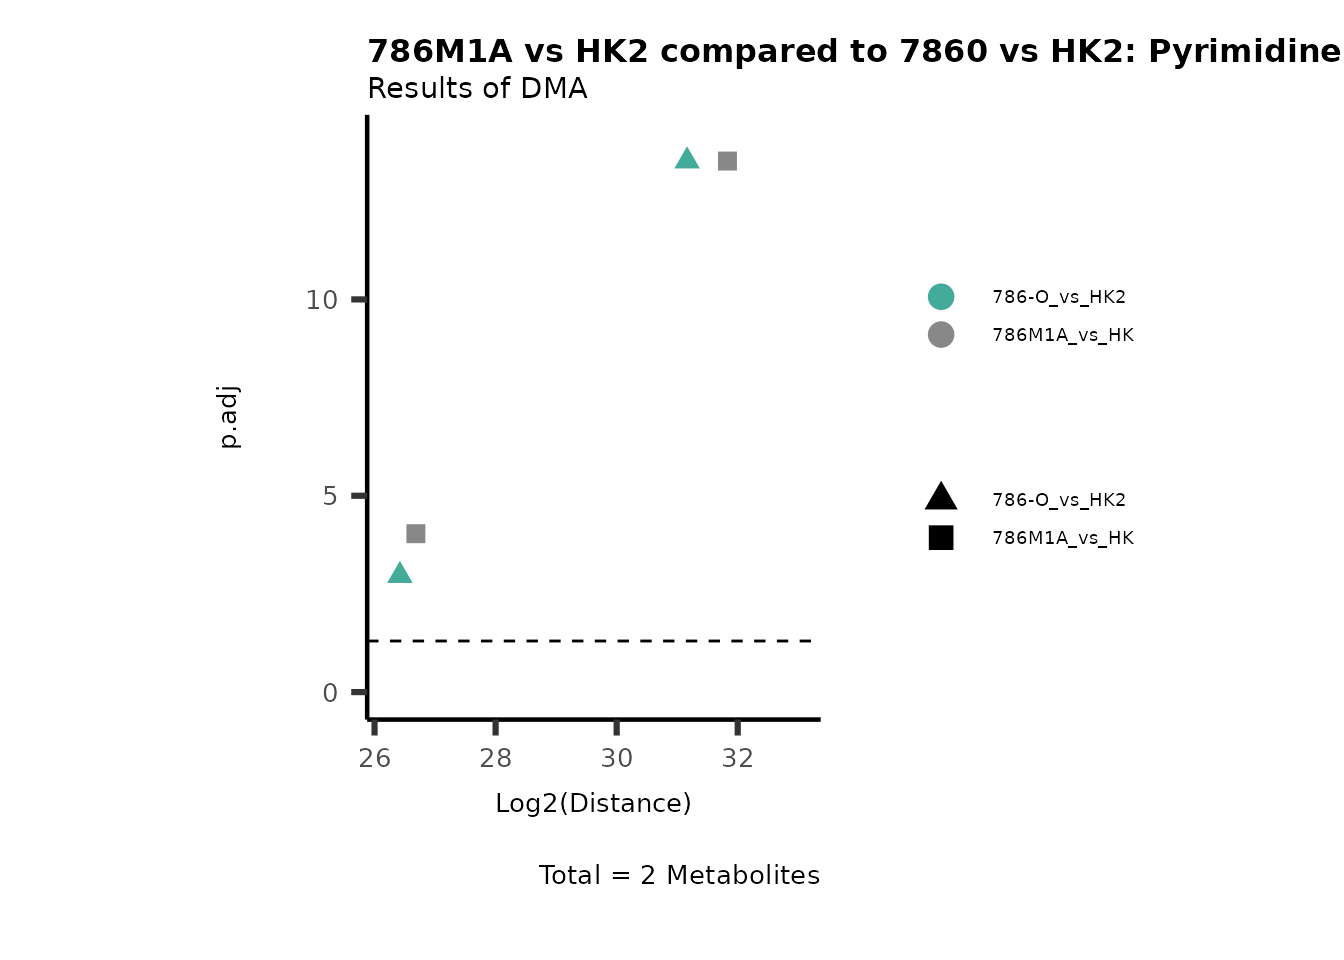 786M1A vs HK2 compared to 7860 vs HK2: Pyrimidine
Results of DMA
p.adj
10
5
0
26 28 30 32
Log2(Distance)
Total = 2 Metabolites
786-O_vs_HK2
786M1A_vs_HK
786-O_vs_HK2
786M1A_vs_HK